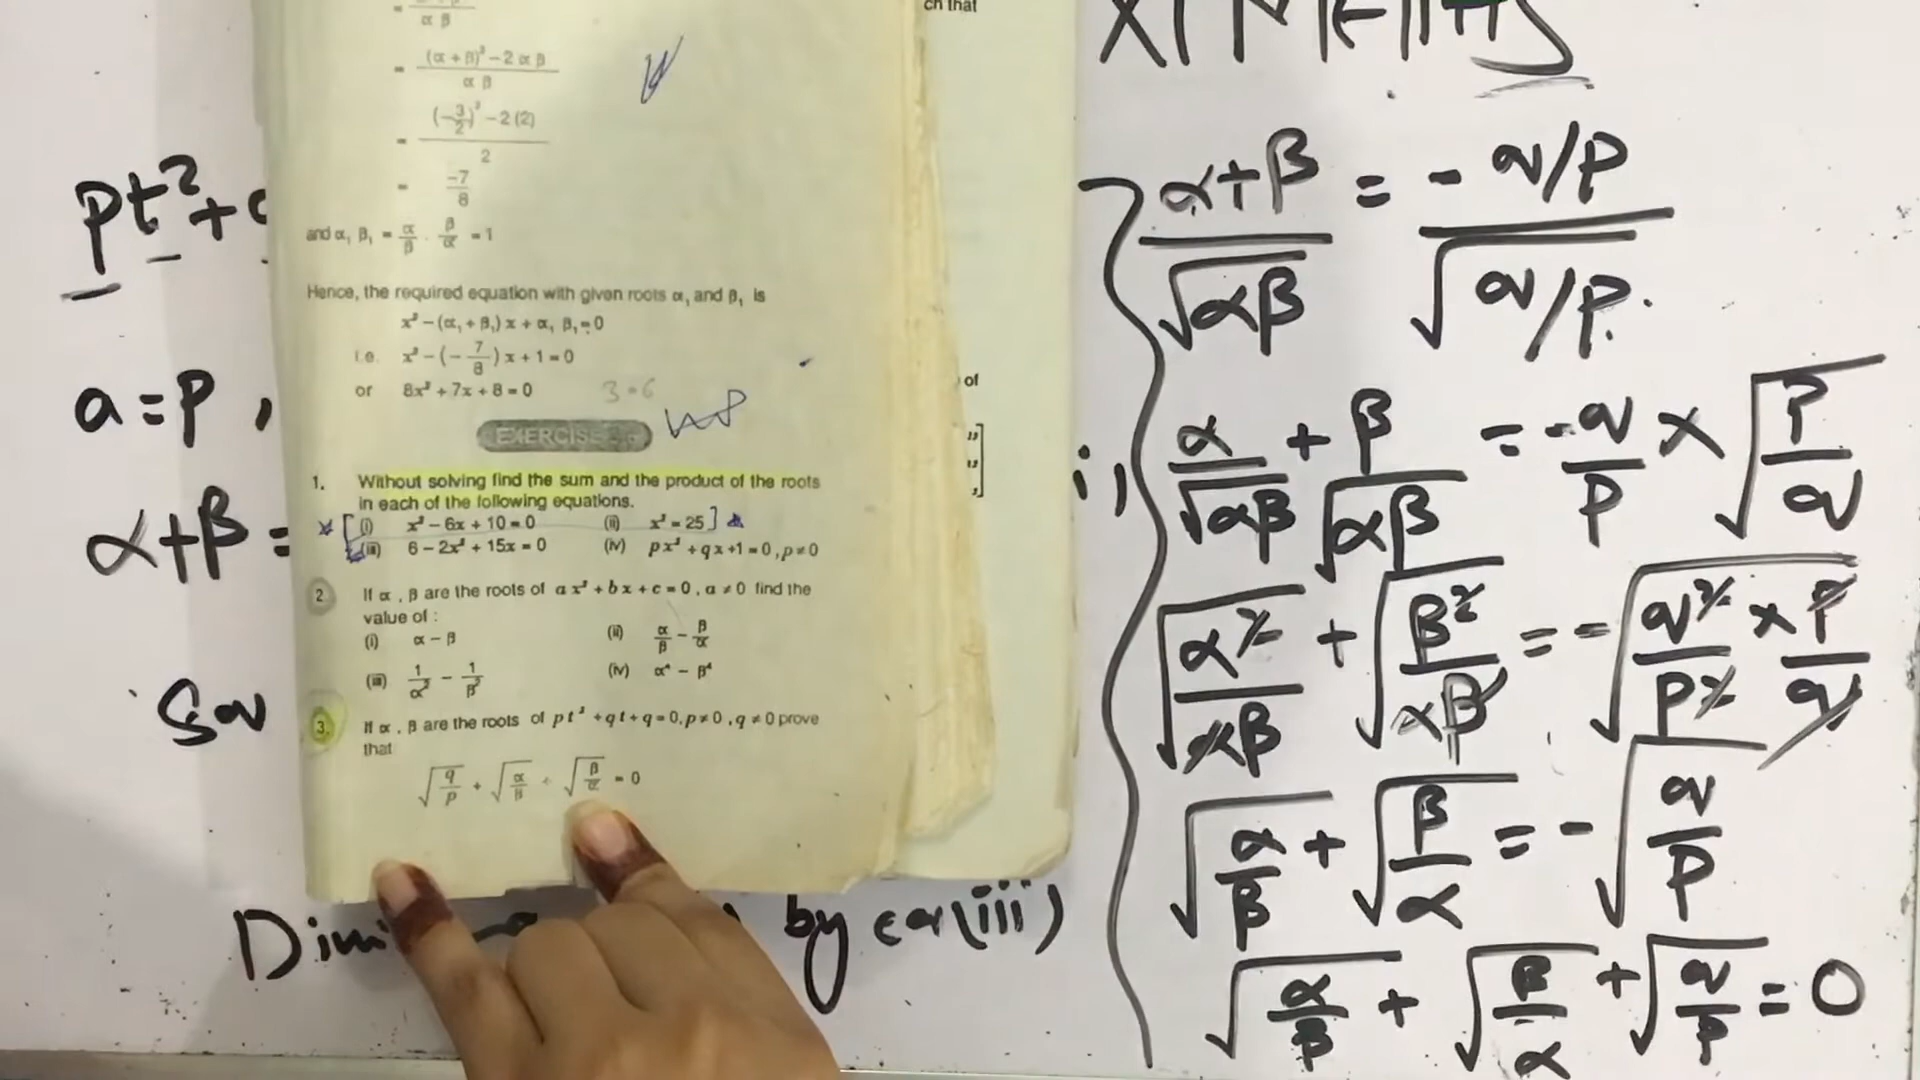 αβ
= (α + β)² − 2 α β / α β
= (−3/2)² − 2 (2) / 2
= −7/8
and α₁ β₁ = α/β . β/α = 1
Hence, the required equation with given roots α₁ and β₁ is
x² − (α₁ + β₁) x + α₁ β₁ = 0
i.e. x² − (− 7/8) x + 1 = 0
or 8x² + 7x + 8 = 0
3=6
EXERCISE
1. Without solving find the sum and the product of the roots
in each of the following equations.
(i) x² − 6x + 10 = 0 (ii) x² = 25
(iii) 6 − 2x² + 15x = 0 (iv) px² + qx + 1 = 0, p ≠ 0
2. If α , β are the roots of ax² + bx + c = 0, a ≠ 0 find the
value of :
(i) α − β (ii) α/β − β/α
(iii) 1/α² − 1/β² (iv) α⁴ − β⁴
3. If α , β are the roots of pt² + qt + q = 0, p ≠ 0, q ≠ 0 prove
that
√(q/p) + √(α/β) + √(β/α) = 0
ch that
of
pt²+
a=p,
α+β=
by eq(iii)
α+β / √αβ = - q/p / √q/p
α/√αβ + β/√αβ = -q/p × √p/q
√α²/αβ + √β²/αβ = -√q²/p² × p/q
√α/β + √β/α = -√q/p
√α/β + √β/α + √q/p = 0